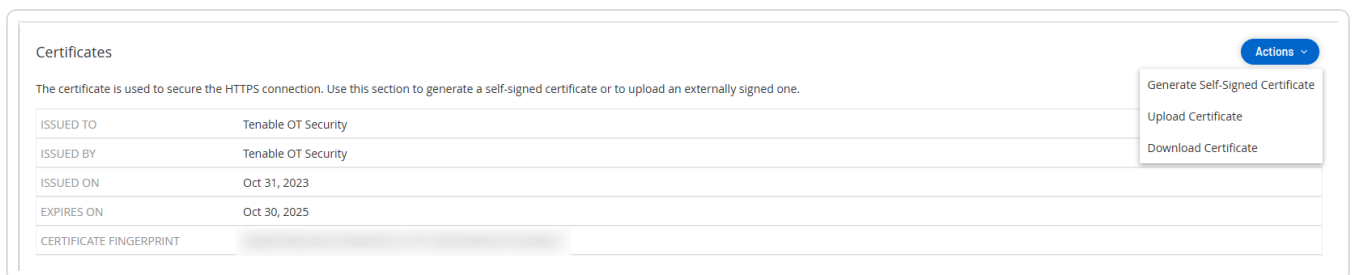 Certificates
Actions
Generate Self-Signed Certificate
Upload Certificate
Download Certificate
The certificate is used to secure the HTTPS connection. Use this section to generate a self-signed certificate or to upload an externally signed one.
ISSUED TO Tenable OT Security
ISSUED BY Tenable OT Security
ISSUED ON Oct 31, 2023
EXPIRES ON Oct 30, 2025
CERTIFICATE FINGERPRINT